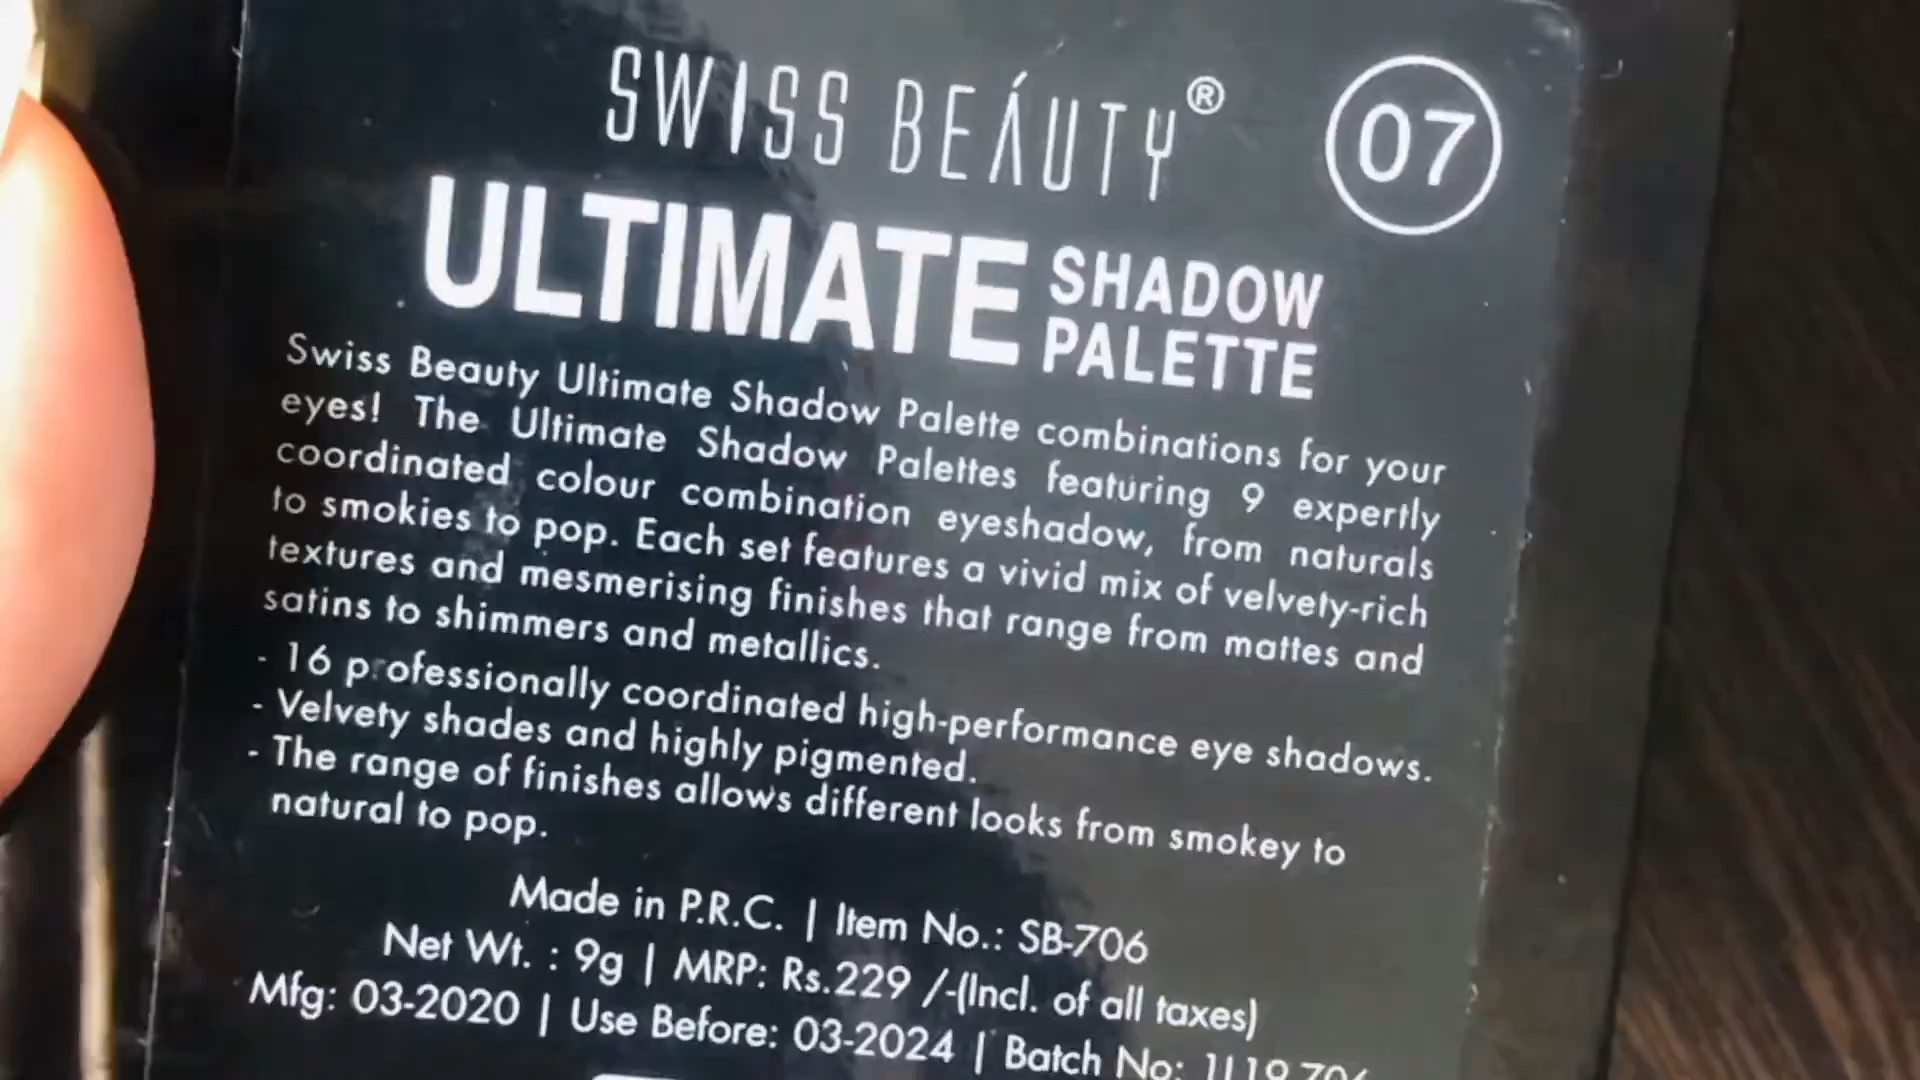 SWISS BEÁUTY®
07
ULTIMATE SHADOW PALETTE
Swiss Beauty Ultimate Shadow Palette combinations for your
eyes! The Ultimate Shadow Palettes featuring 9 expertly
coordinated colour combination eyeshadow, from naturals
to smokies to pop. Each set features a vivid mix of velvety-rich
textures and mesmerising finishes that range from mattes and
satins to shimmers and metallics.
- 16 professionally coordinated high-performance eye shadows.
- Velvety shades and highly pigmented.
- The range of finishes allows different looks from smokey to
natural to pop.
Made in P.R.C. | Item No.: SB-706
Net Wt. : 9g | MRP: Rs.229 /-(Incl. of all taxes)
Mfg: 03-2020 | Use Before: 03-2024 | Batch No: